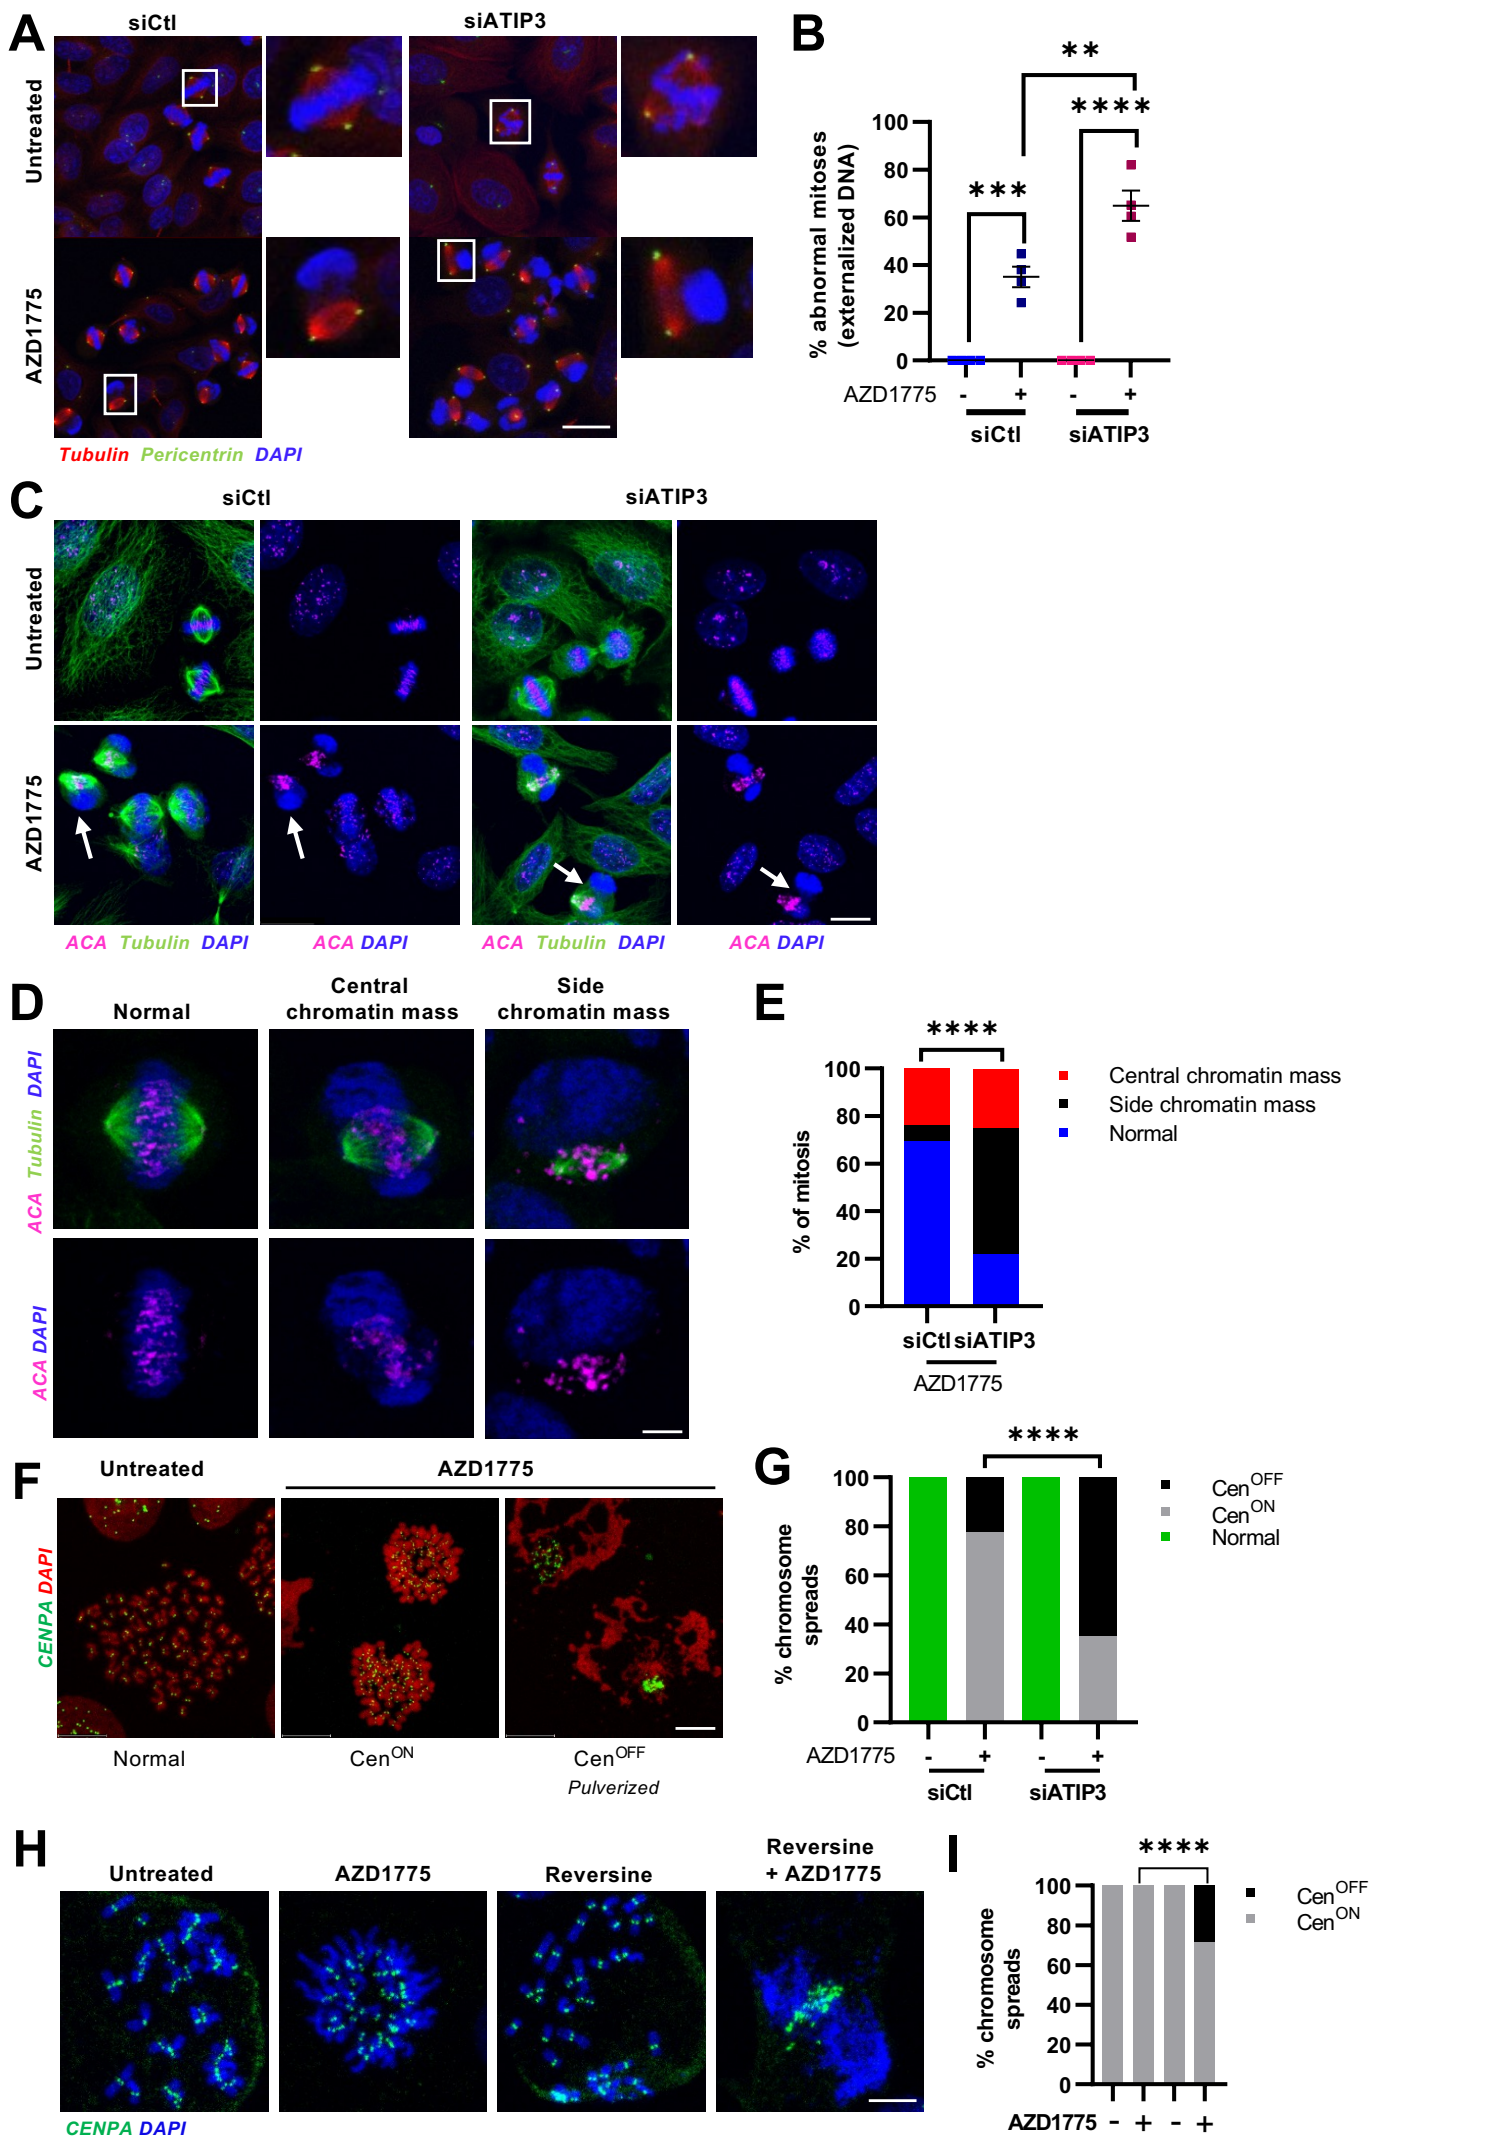 A
siCtl
siATIP3
Untreated
AZD1775
Tubulin Pericentrin DAPI
B
**
****
***
% abnormal mitoses
(externalized DNA)
100
80
60
40
20
0
AZD1775 - + - +
siCtl siATIP3
C
siCtl
siATIP3
Untreated
AZD1775
ACA Tubulin DAPI
ACA DAPI
ACA Tubulin DAPI
ACA DAPI
D
Normal
Central
chromatin mass
Side
chromatin mass
ACA Tubulin DAPI
ACA DAPI
E
****
% of mitosis
100
80
60
40
20
0
Central chromatin mass
Side chromatin mass
Normal
siCtl siATIP3
AZD1775
F
Untreated
AZD1775
CENPA DAPI
Normal
CenON
CenOFF
Pulverized
G
****
% chromosome
spreads
100
80
60
40
20
0
CenOFF
CenON
Normal
AZD1775 - + - +
siCtl siATIP3
H
Untreated
AZD1775
Reversine
Reversine
+ AZD1775
CENPA DAPI
I
****
% chromosome
spreads
100
80
60
40
20
0
CenOFF
CenON
AZD1775 - + - +